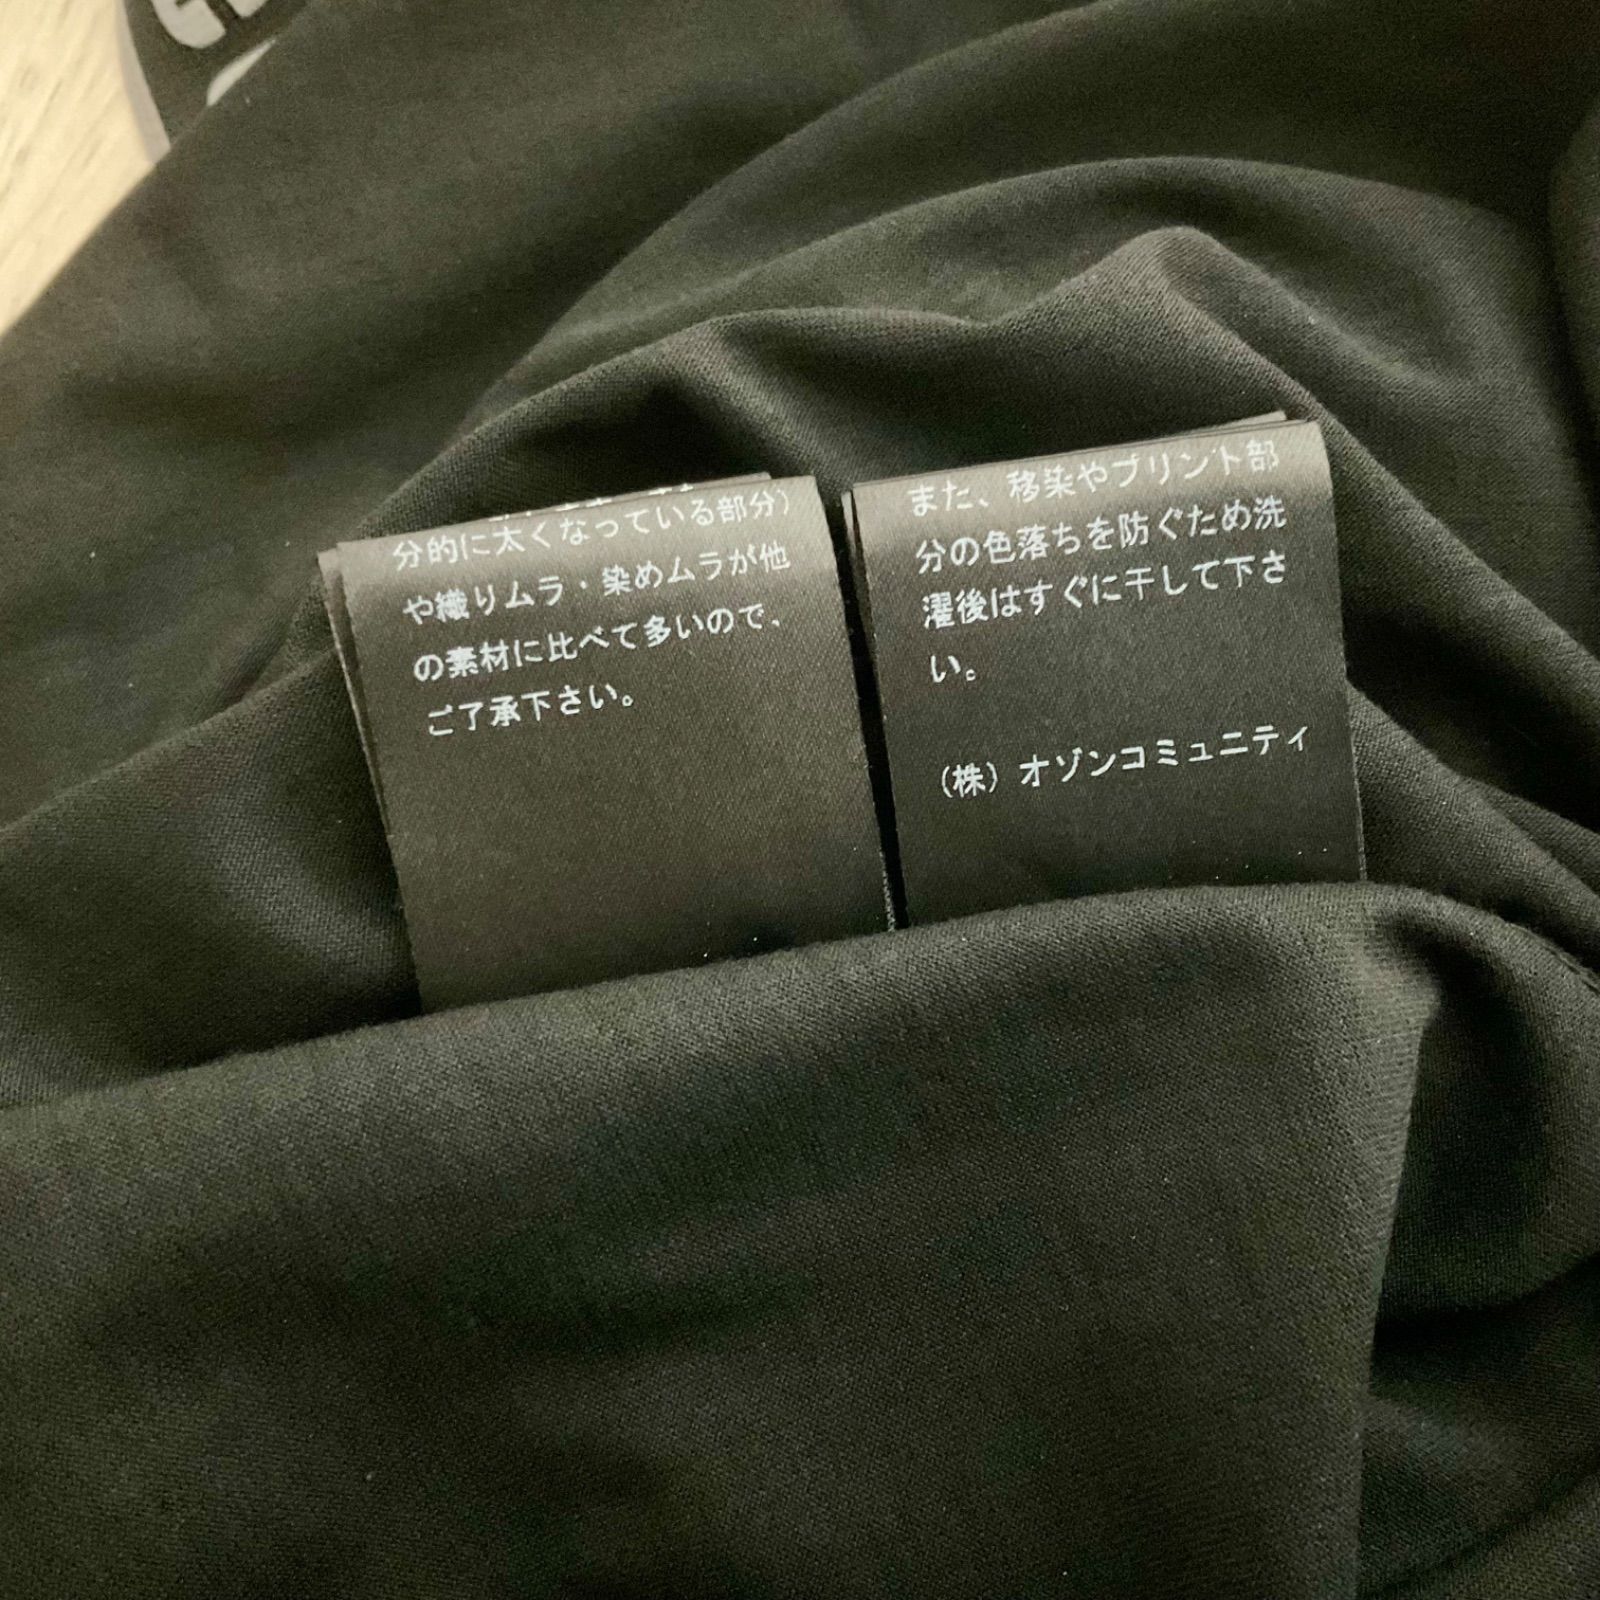 分的に太くなっている部分)
や織りムラ・染めムラが他
の素材に比べて多いので、
ご了承下さい。
また、移染やプリント部
分の色落ちを防ぐため洗
濯後はすぐに干して下さ
い。
(株)オゾンコミュニティ